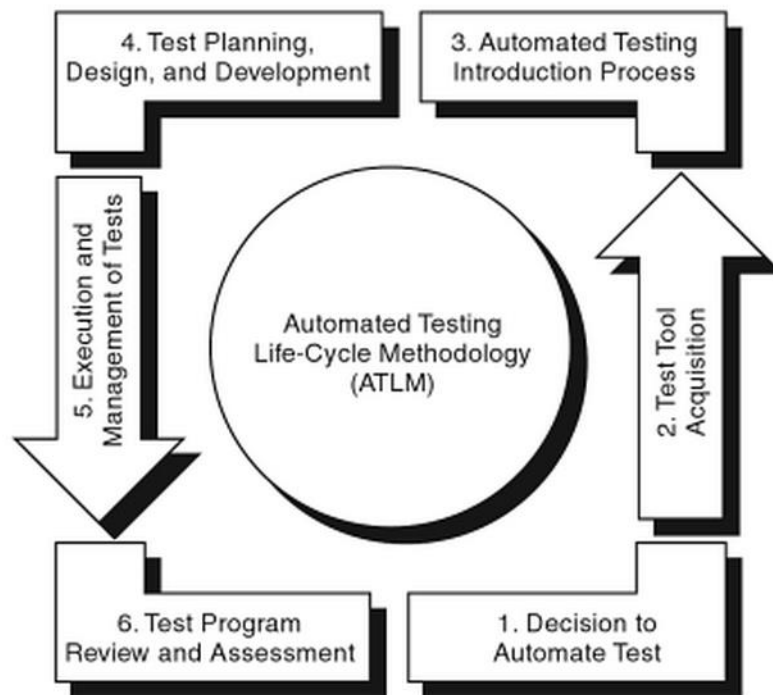 4. Test Planning,
Design, and Development
3. Automated Testing
Introduction Process
5. Execution and
Management of Tests
Automated Testing
Life-Cycle Methodology
(ATLM)
2. Test Tool
Acquisition
6. Test Program
Review and Assessment
1. Decision to
Automate Test